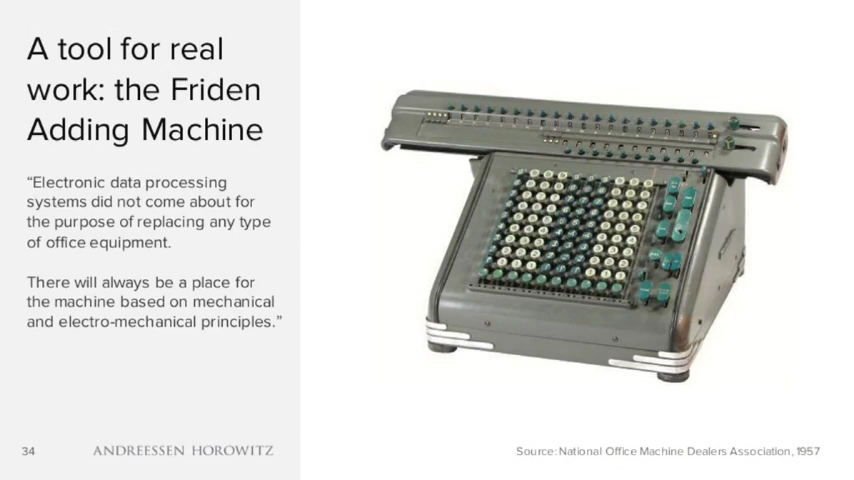 A tool for real
work: the Friden
Adding Machine
“Electronic data processing
systems did not come about for
the purpose of replacing any type
of office equipment.
There will always be a place for
the machine based on mechanical
and electro-mechanical principles.”
34
ANDREESSEN HOROWITZ
Source: National Office Machine Dealers Association, 1957